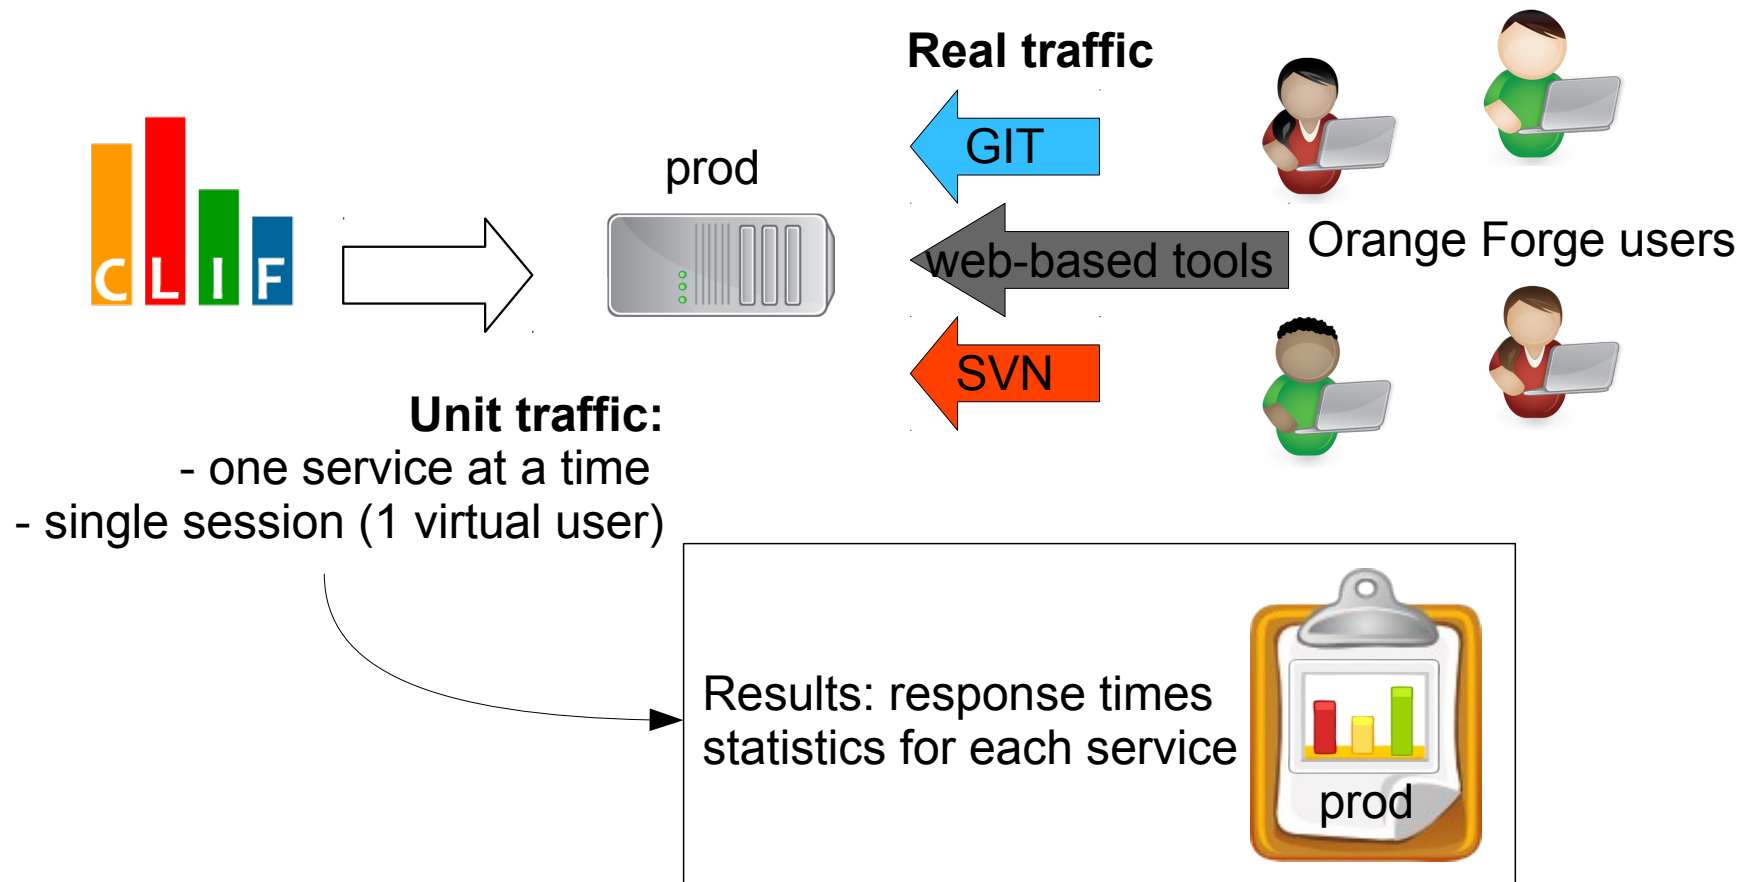 Real traffic
GIT
prod
CLIF
web-based tools
Orange Forge users
SVN
Unit traffic:
- one service at a time
- single session (1 virtual user)
Results: response times
statistics for each service
prod